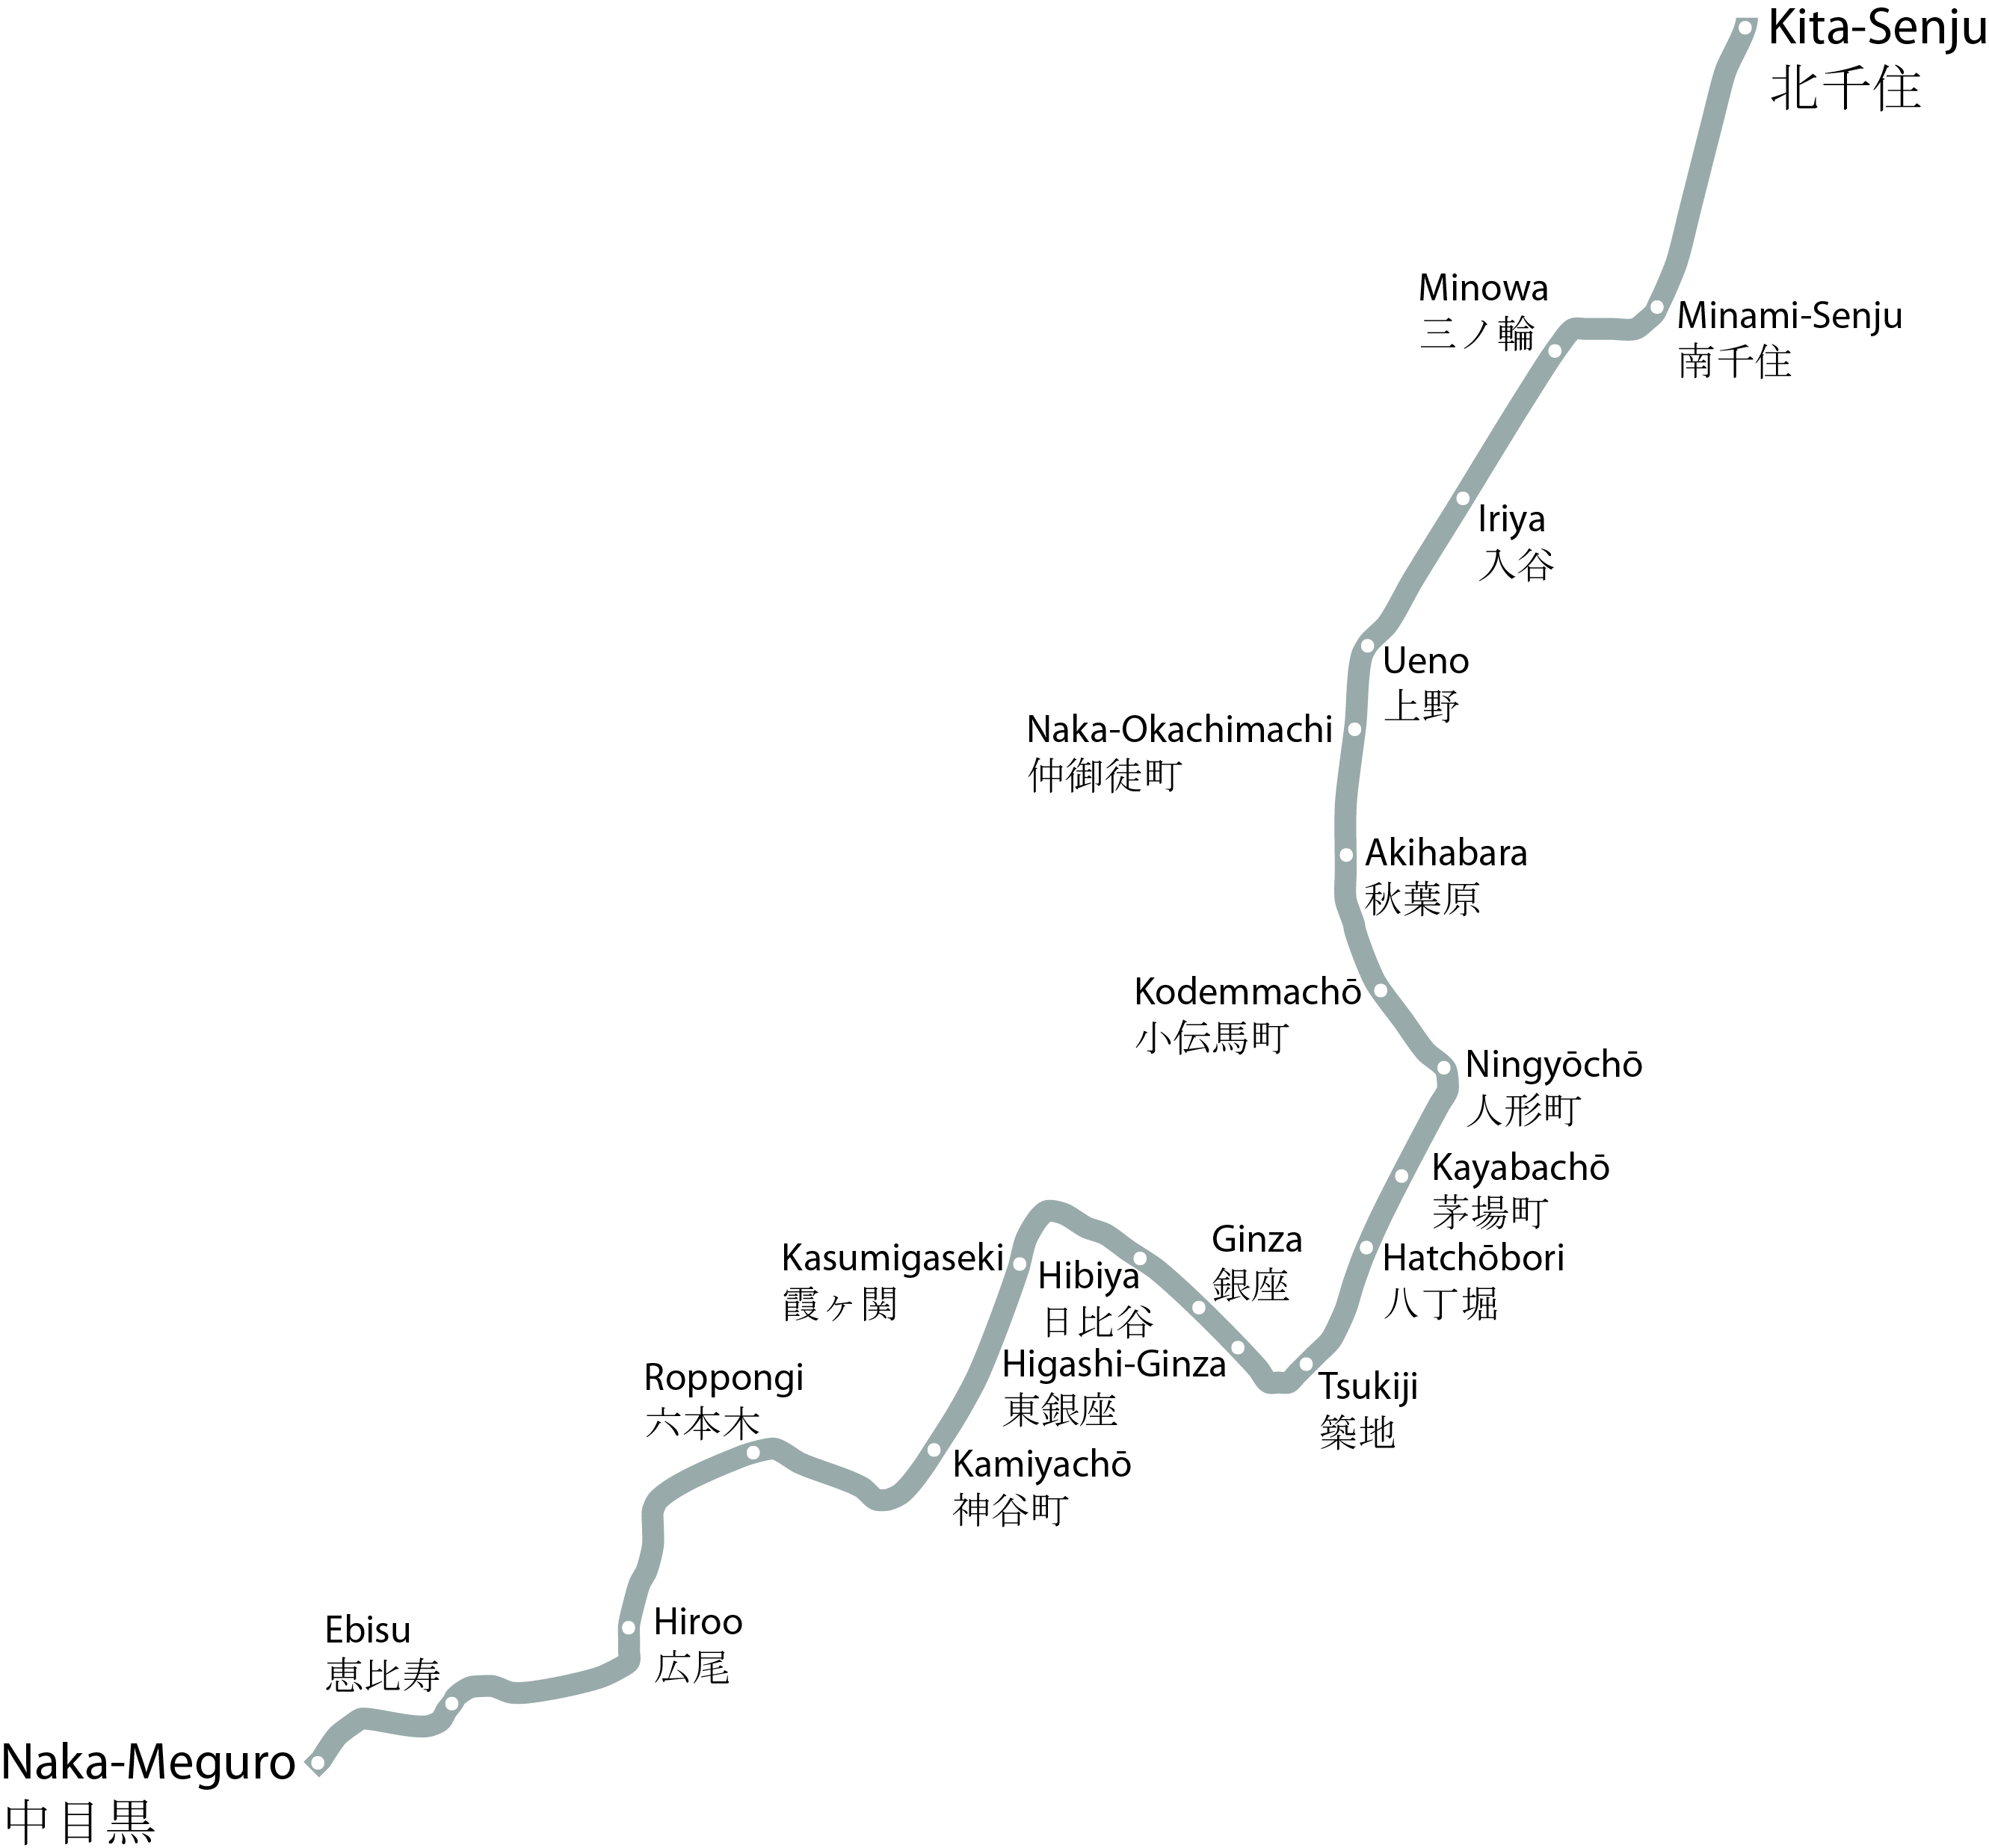 Kita-Senju
北千住
Minowa
三ノ輪
Minami-Senju
南千住
Iriya
入谷
Ueno
上野
Naka-Okachimachi
仲御徒町
Akihabara
秋葉原
Kodemmachō
小伝馬町
Ningyōchō
人形町
Kayabachō
茅場町
Hatchōbori
八丁堀
Tsukiji
築地
Higashi-Ginza
東銀座
Ginza
銀座
Hibiya
日比谷
Kasumigaseki
霞ヶ関
Kamiyachō
神谷町
Roppongi
六本木
Hiroo
広尾
Ebisu
恵比寿
Naka-Meguro
中目黒